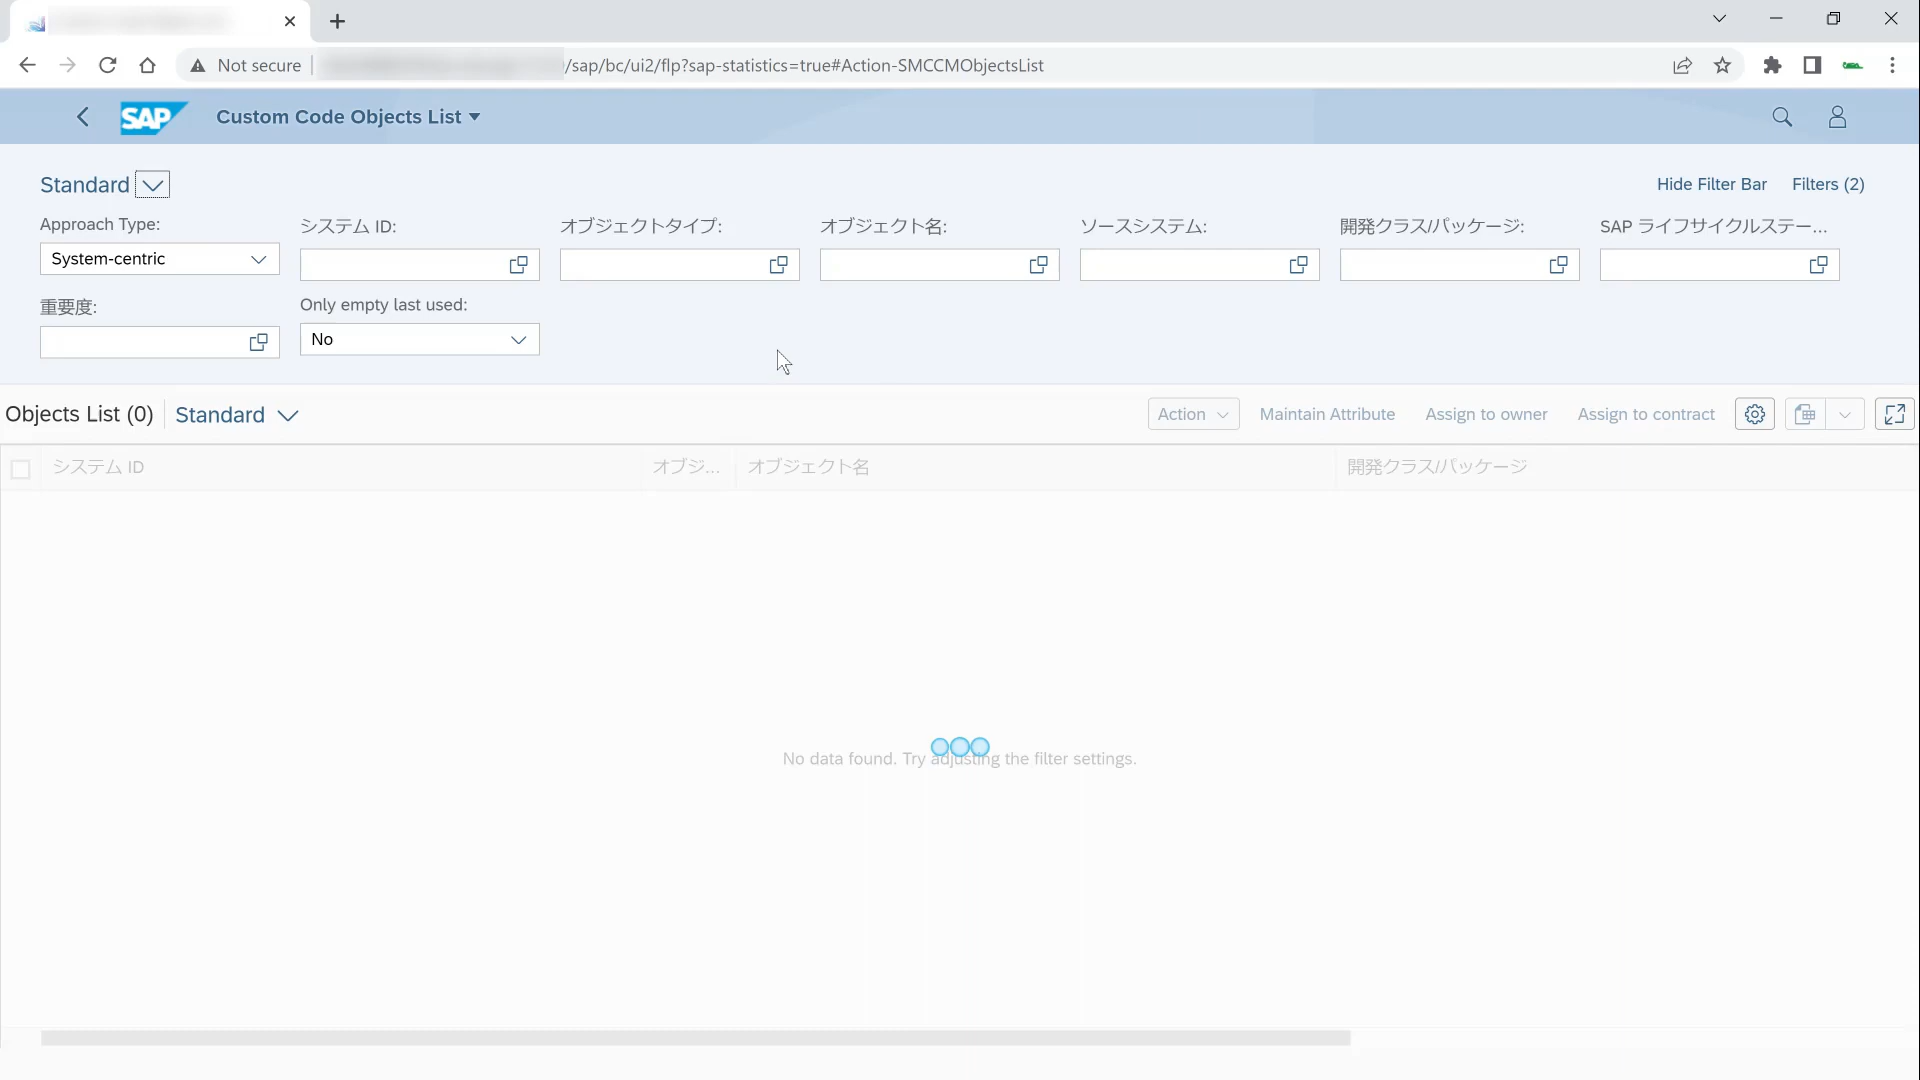 Not secure
/sap/bc/ui2/flp?sap-statistics=true#Action-SMCCMObjectsList
SAP Custom Code Objects List
Standard
Hide Filter Bar Filters (2)
Approach Type: システム ID: オブジェクトタイプ: オブジェクト名: ソースシステム: 開発クラス/パッケージ: SAP ライフサイクルステー...
System-centric
重要度: Only empty last used:
No
Objects List (0) Standard Action Maintain Attribute Assign to owner Assign to contract
システム ID オブジ... オブジェクト名 開発クラス/パッケージ
No data found. Try adjusting the filter settings.